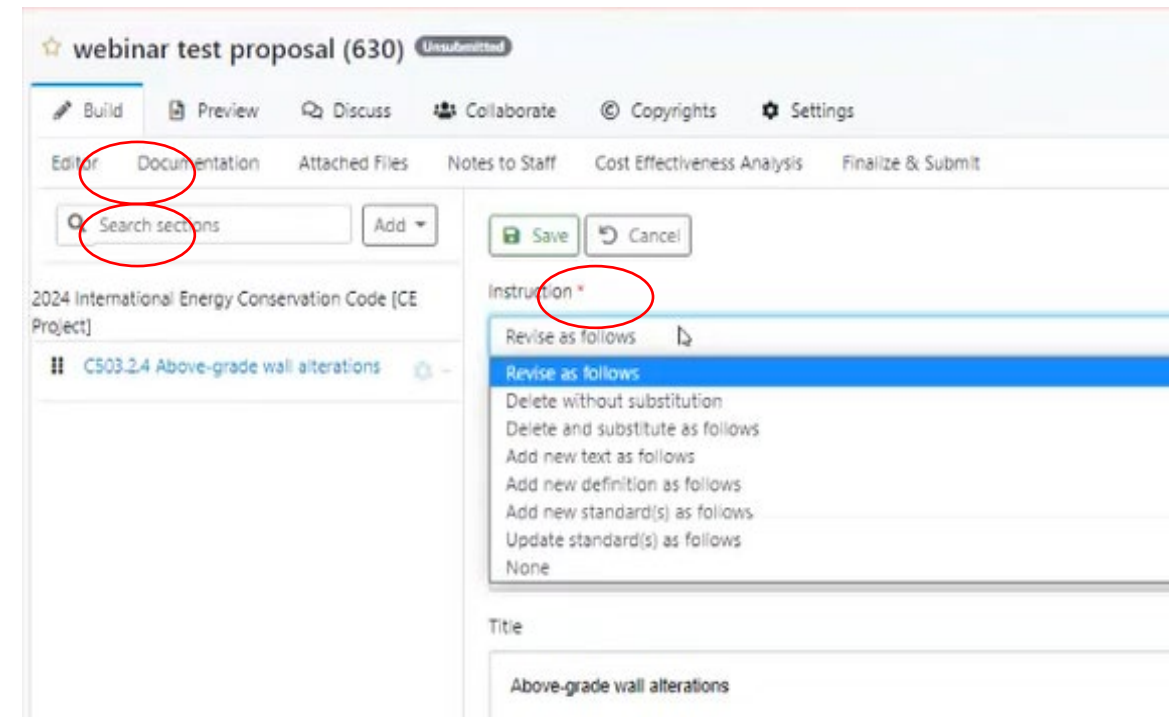 webinar test proposal (630) Unsubmitted
Build Preview Discuss Collaborate © Copyrights Settings
Editor Documentation Attached Files Notes to Staff Cost Effectiveness Analysis Finalize & Submit
Search sections Add
Save Cancel
2024 International Energy Conservation Code [CE
Project]
C503.2.4 Above-grade wall alterations
Instruction *
Revise as follows
Revise as follows
Delete without substitution
Delete and substitute as follows
Add new text as follows
Add new definition as follows
Add new standard(s) as follows
Update standard(s) as follows
None
Title
Above-grade wall alterations